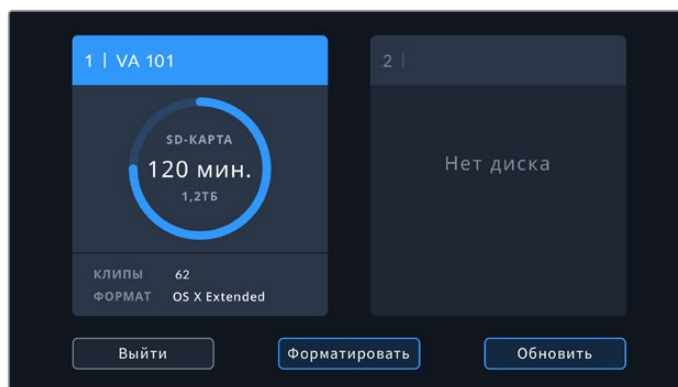 1 | VA 101
SD-КАРТА
120 мин.
1,2ТБ
КЛИПЫ 62
ФОРМАТ OS X Extended
2 |
Нет диска
Выйти Форматировать Обновить